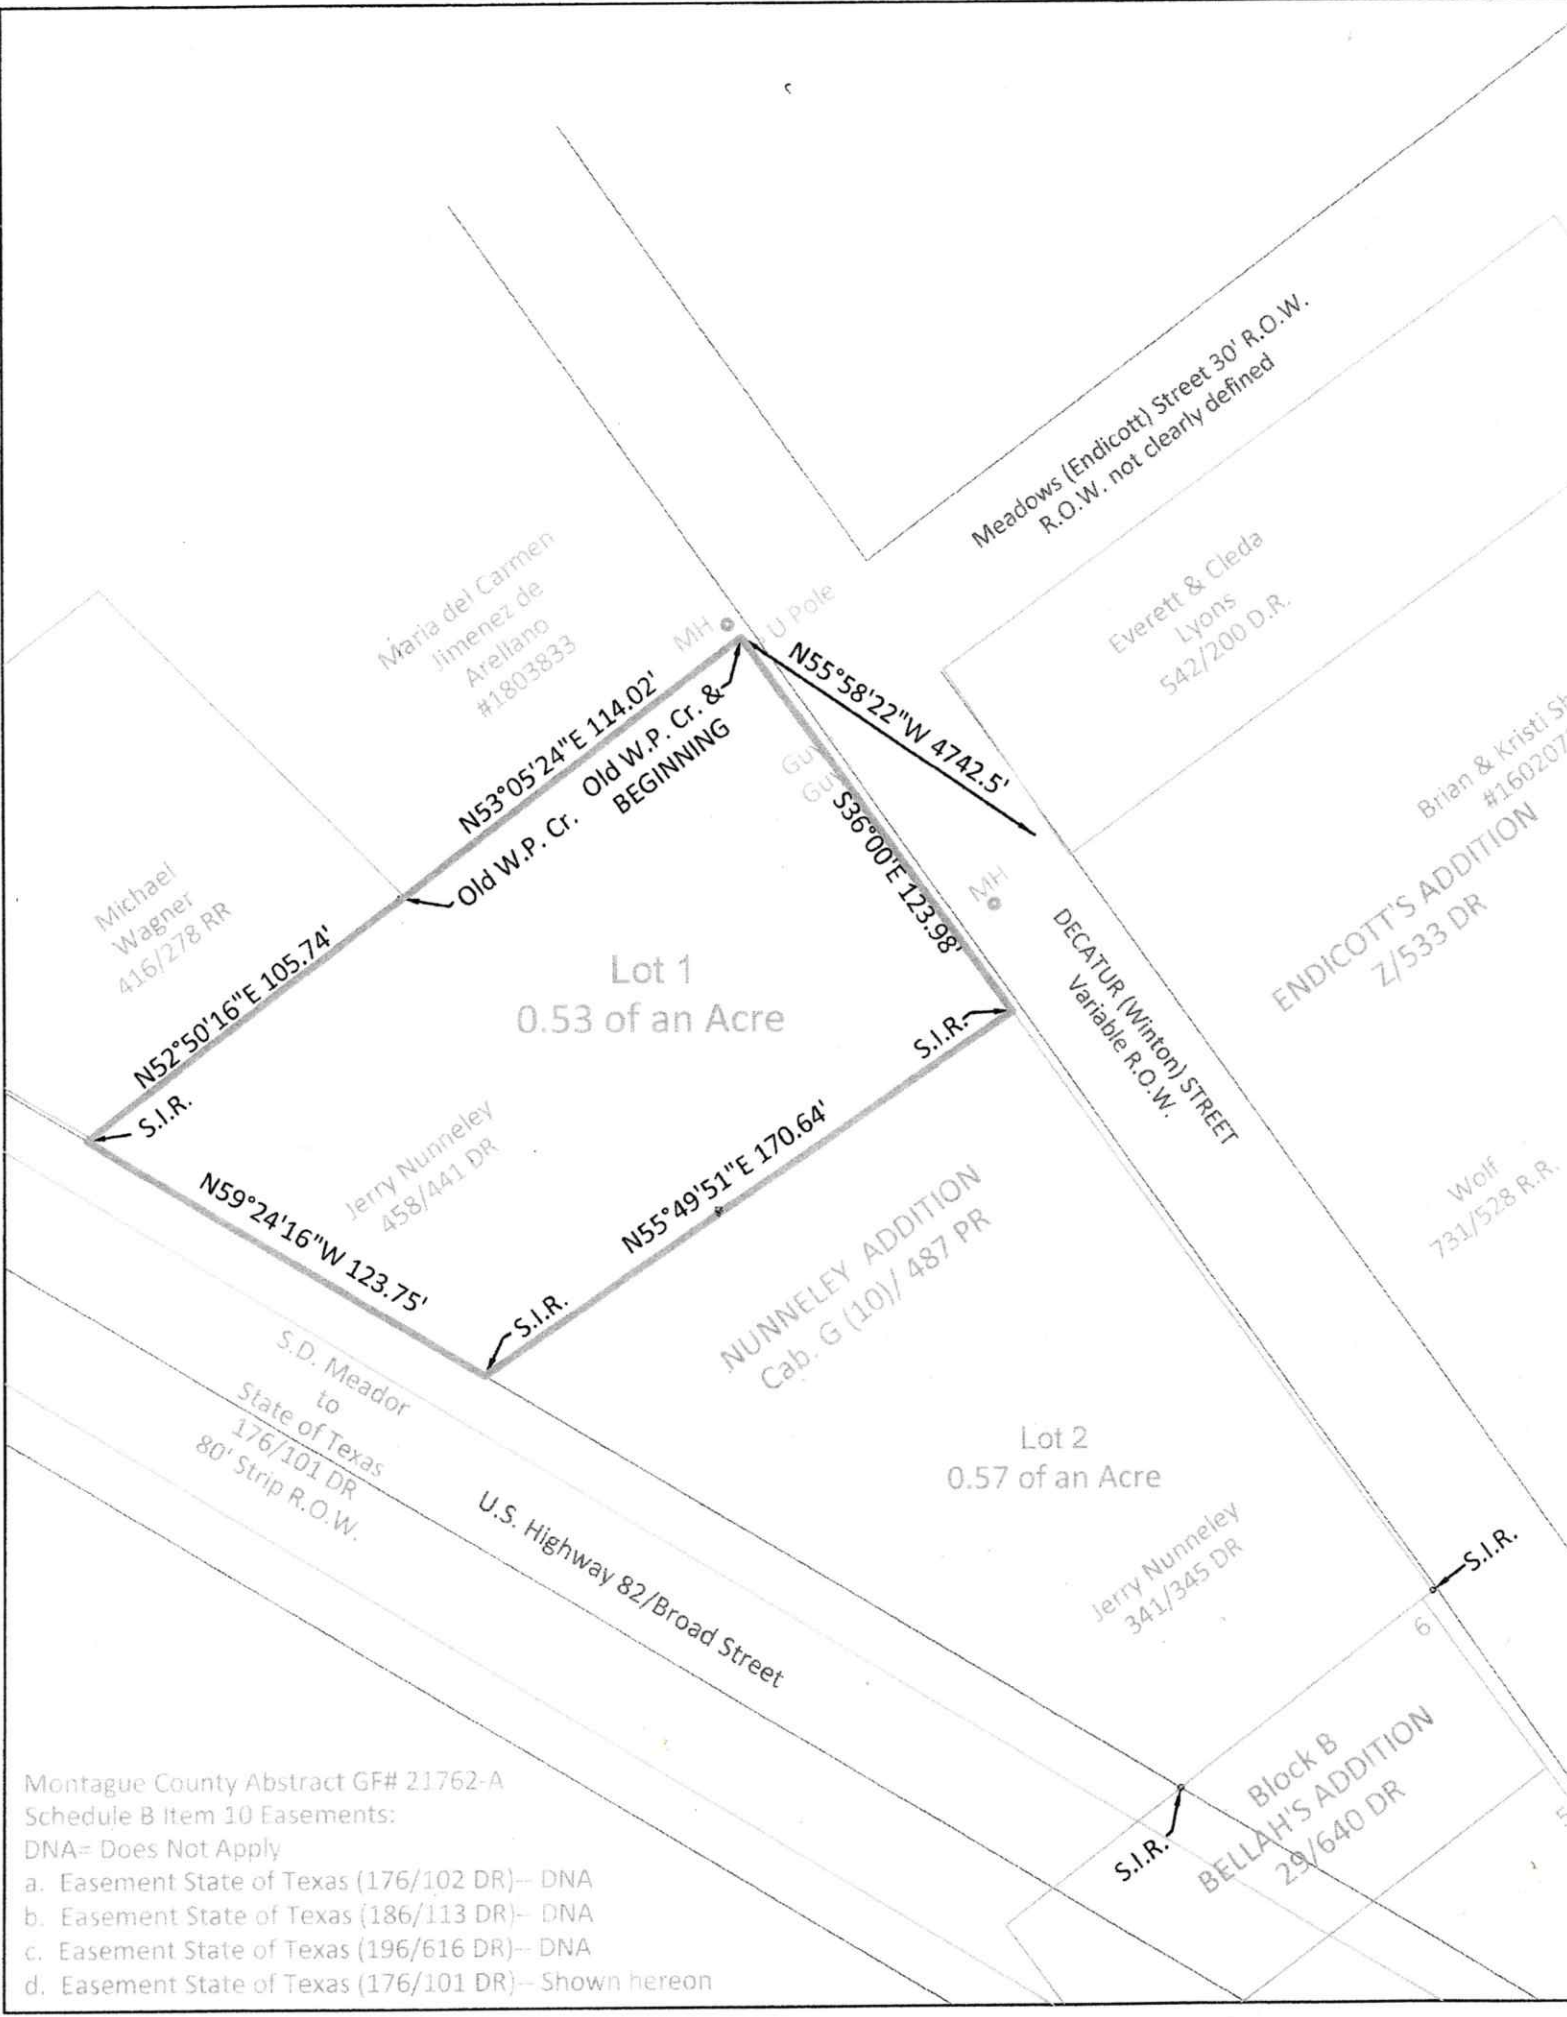 Meadows (Endicott) Street 30' R.O.W.
R.O.W. not clearly defined
Maria del Carmen
Jimenez de
Arellano
#1803833
MH
U Pole
Everett & Cleda
Lyons
542/200 D.R.
N55°58'22"W 4742.5'
N53°05'24"E 114.02'
Old W.P. Cr. &
BEGINNING
Old W.P. Cr.
Guy
Guy
S36°00'E 123.98'
Brian & Kristi
ENDICOTT'S ADDITION
Z/533 DR
MH
Michael
Wagner
416/278 RR
N52°50'16"E 105.74'
Lot 1
0.53 of an Acre
DECATUR (Winton) STREET
Variable R.O.W.
S.I.R.
S.I.R.
Jerry Nunneley
458/441 DR
N59°24'16"W 123.75'
N55°49'51"E 170.64'
S.I.R.
NUNNELEY ADDITION
Cab. G (10)/ 487 PR
Wolf
731/528 R.R.
S.D. Meador
to
State of Texas
176/101 DR
80' Strip R.O.W.
U.S. Highway 82/Broad Street
Lot 2
0.57 of an Acre
Jerry Nunneley
341/345 DR
S.I.R.
6
5
S.I.R.
Block B
BELLAH'S ADDITION
29/640 DR
Montague County Abstract GF# 21762-A
Schedule B Item 10 Easements:
DNA= Does Not Apply
a. Easement State of Texas (176/102 DR)-- DNA
b. Easement State of Texas (186/113 DR)-- DNA
c. Easement State of Texas (196/616 DR)-- DNA
d. Easement State of Texas (176/101 DR)-- Shown hereon